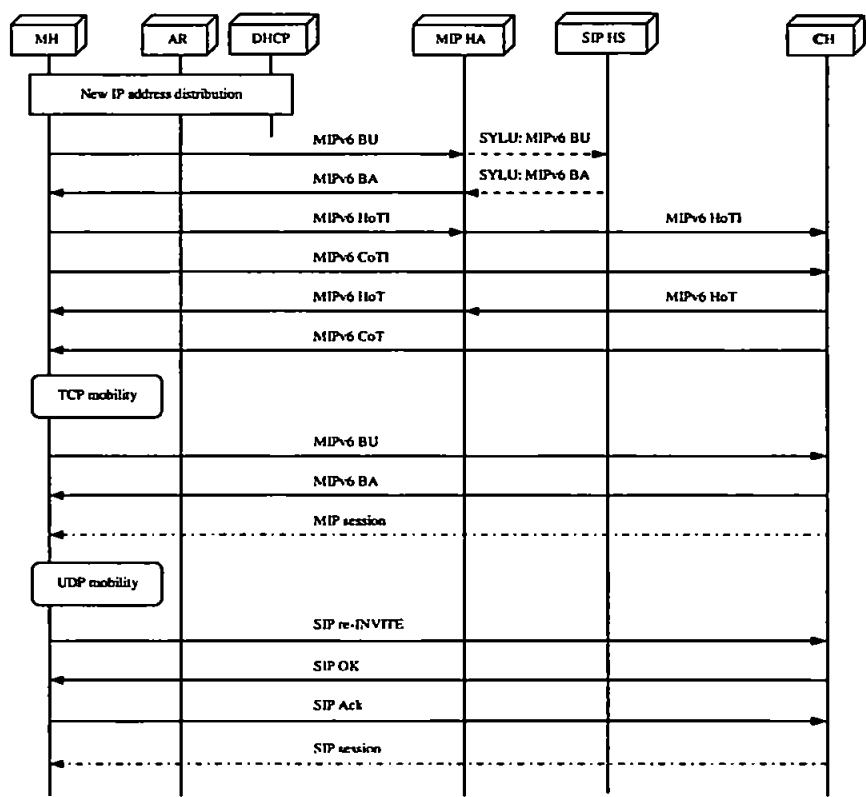 MH AR DHCP MIP HA SIP HS CH
New IP address distribution
MIPv6 BU SYLU: MIPv6 BU
MIPv6 BA SYLU: MIPv6 BA
MIPv6 HoTI MIPv6 HoTI
MIPv6 CoTI
MIPv6 HoT MIPv6 HoT
MIPv6 CoT
TCP mobility
MIPv6 BU
MIPv6 BA
MIP session
UDP mobility
SIP re-INVITE
SIP OK
SIP Ack
SIP session